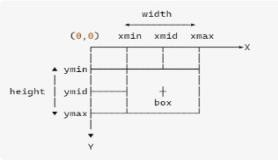 width
(0,0) xmin xmid xmax
X
ymin
height ymid
box
ymax
Y